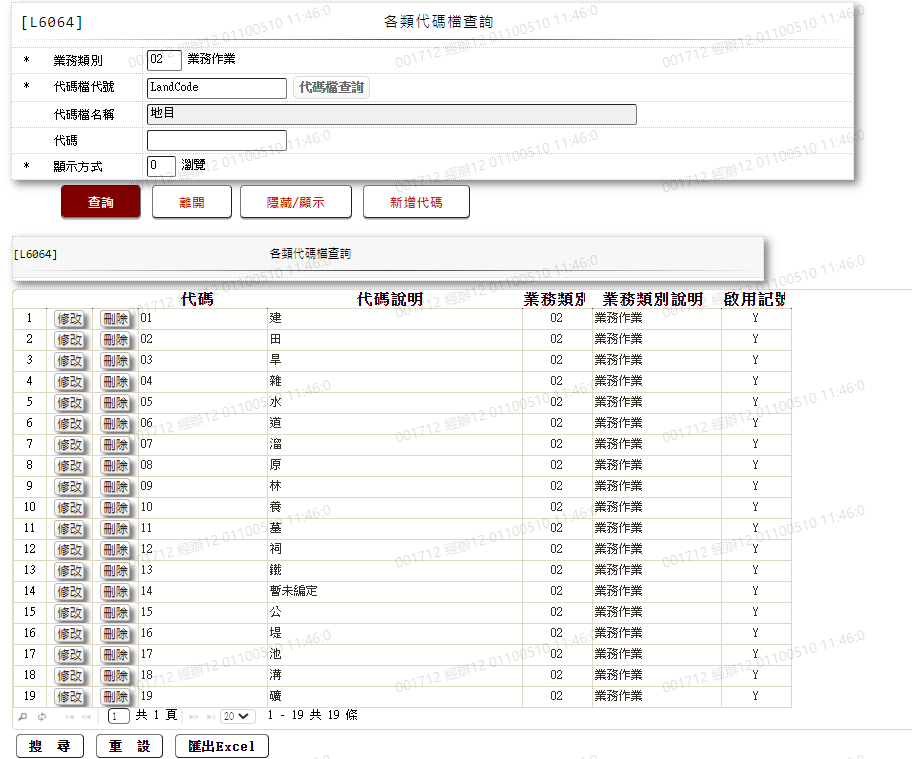 [L6064] 各類代碼檔查詢
* 業務類別 02 業務作業
* 代碼檔代號 LandCode 代碼檔查詢
代碼檔名稱 地目
代碼
* 顯示方式 0 瀏覽
查詢 離開 隱藏/顯示 新增代碼
[L6064] 各類代碼檔查詢
代碼 代碼說明 業務類別 業務類別說明 啟用記號
1 修改 刪除 01 建 02 業務作業 Y
2 修改 刪除 02 田 02 業務作業 Y
3 修改 刪除 03 旱 02 業務作業 Y
4 修改 刪除 04 雜 02 業務作業 Y
5 修改 刪除 05 水 02 業務作業 Y
6 修改 刪除 06 道 02 業務作業 Y
7 修改 刪除 07 溜 02 業務作業 Y
8 修改 刪除 08 原 02 業務作業 Y
9 修改 刪除 09 林 02 業務作業 Y
10 修改 刪除 10 養 02 業務作業 Y
11 修改 刪除 11 墓 02 業務作業 Y
12 修改 刪除 12 祠 02 業務作業 Y
13 修改 刪除 13 鐵 02 業務作業 Y
14 修改 刪除 14 暫未編定 02 業務作業 Y
15 修改 刪除 15 公 02 業務作業 Y
16 修改 刪除 16 堤 02 業務作業 Y
17 修改 刪除 17 池 02 業務作業 Y
18 修改 刪除 18 溝 02 業務作業 Y
19 修改 刪除 19 礦 02 業務作業 Y
1 共 1 頁 20 1 - 19 共 19 條
搜 尋 重 設 匯出Excel
001712 經辦12 01100510 11:46:0